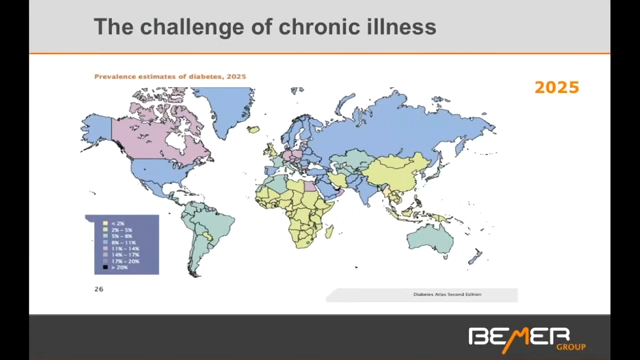 The challenge of chronic illness
Prevalence estimates of diabetes, 2025
2025
< 2%
2% – 5%
5% – 8%
8% – 11%
11% – 14%
14% – 17%
17% – 20%
> 20%
26
Diabetes Atlas Second Edition
BEMER
GROUP